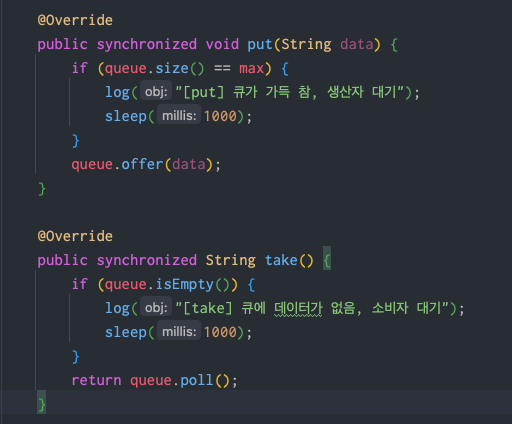 @Override
public synchronized void put(String data) {
if (queue.size() == max) {
log( obj: "[put] 큐가 가득 참, 생산자 대기");
sleep( millis: 1000);
}
queue.offer(data);
}
@Override
public synchronized String take() {
if (queue.isEmpty()) {
log( obj: "[take] 큐에 데이터가 없음, 소비자 대기");
sleep( millis: 1000);
}
return queue.poll();
}